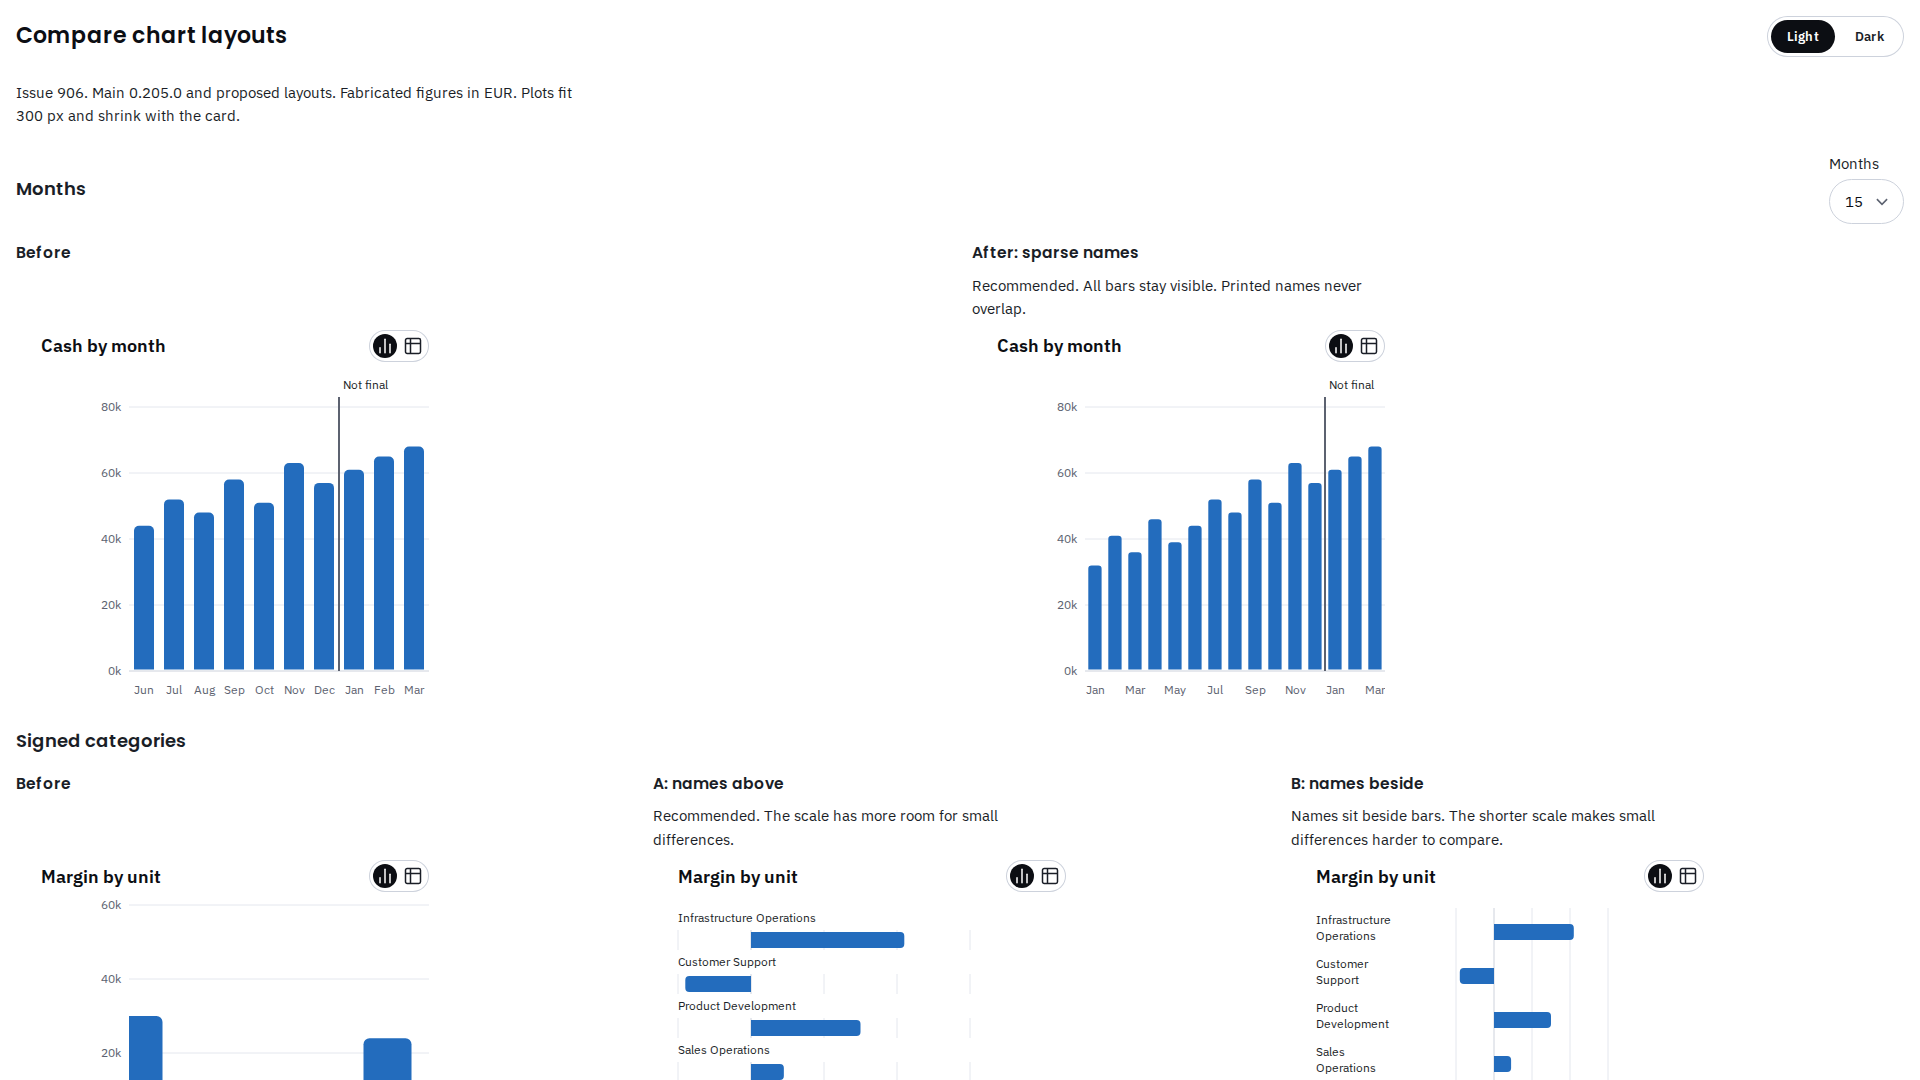 Compare chart layouts
Light
Dark
Issue 906. Main 0.205.0 and proposed layouts. Fabricated figures in EUR. Plots fit
300 px and shrink with the card.
Months
Months
15
Before
After: sparse names
Recommended. All bars stay visible. Printed names never
overlap.
Cash by month
Not final
80k
60k
40k
20k
0k
Jun Jul Aug Sep Oct Nov Dec Jan Feb Mar
Cash by month
Not final
80k
60k
40k
20k
0k
Jan Mar May Jul Sep Nov Jan Mar
Signed categories
Before
Margin by unit
60k
40k
20k
A: names above
Recommended. The scale has more room for small
differences.
Margin by unit
Infrastructure Operations
Customer Support
Product Development
Sales Operations
B: names beside
Names sit beside bars. The shorter scale makes small
differences harder to compare.
Margin by unit
Infrastructure
Operations
Customer
Support
Product
Development
Sales
Operations